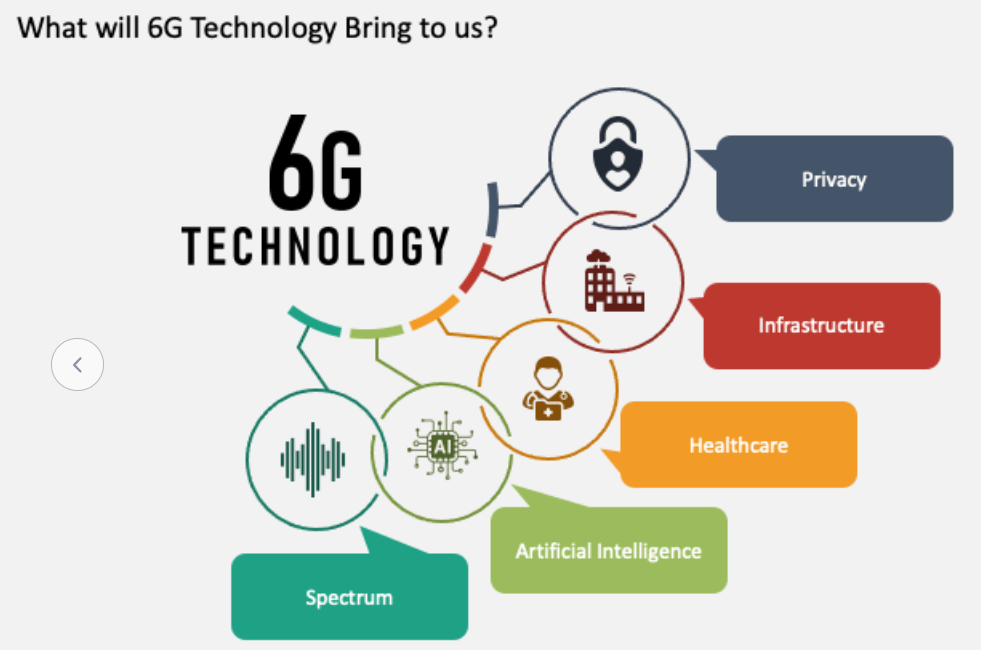 What will 6G Technology Bring to us?
6G
TECHNOLOGY
Privacy
Infrastructure
Healthcare
AI
Artificial Intelligence
Spectrum